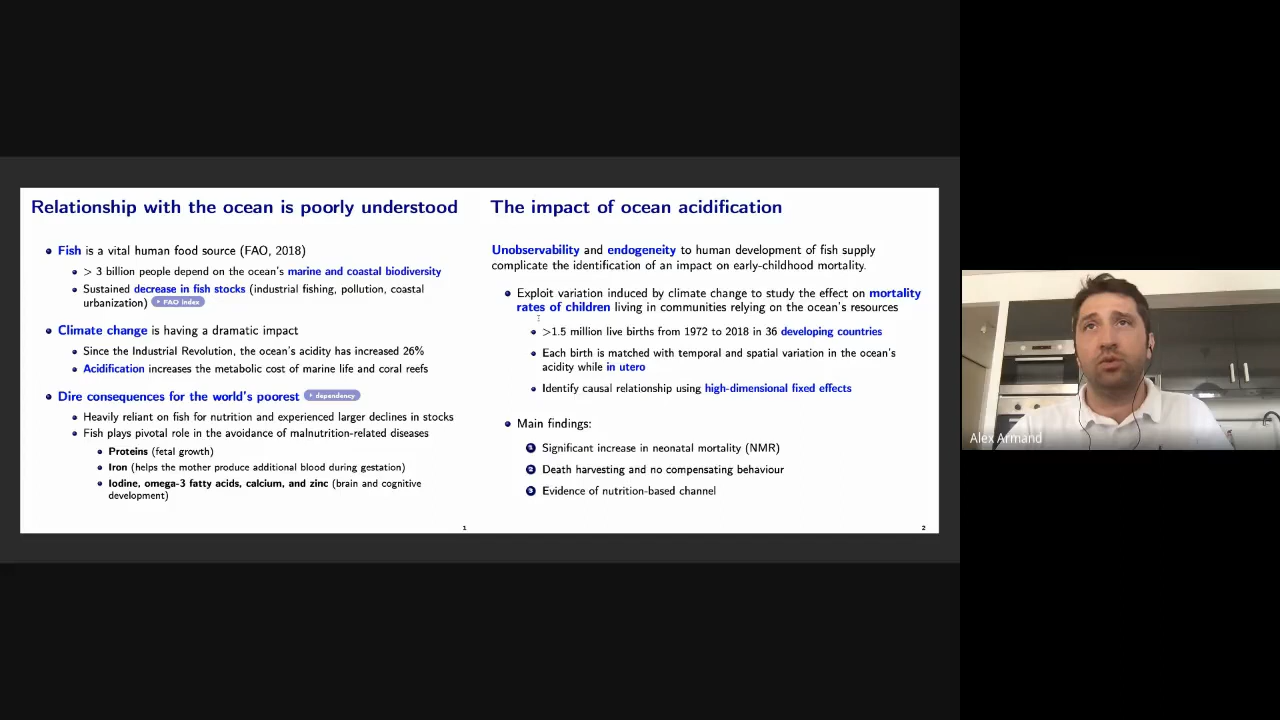 Relationship with the ocean is poorly understood
Fish is a vital human food source (FAO, 2018)
> 3 billion people depend on the ocean's marine and coastal biodiversity
Sustained decrease in fish stocks (industrial fishing, pollution, coastal
urbanization) FAO index
Climate change is having a dramatic impact
Since the Industrial Revolution, the ocean's acidity has increased 26%
Acidification increases the metabolic cost of marine life and coral reefs
Dire consequences for the world's poorest dependency
Heavily reliant on fish for nutrition and experienced larger declines in stocks
Fish plays pivotal role in the avoidance of malnutrition-related diseases
Proteins (fetal growth)
Iron (helps the mother produce additional blood during gestation)
Iodine, omega-3 fatty acids, calcium, and zinc (brain and cognitive
development)
1
The impact of ocean acidification
Unobservability and endogeneity to human development of fish supply
complicate the identification of an impact on early-childhood mortality.
Exploit variation induced by climate change to study the effect on mortality
rates of children living in communities relying on the ocean's resources
>1.5 million live births from 1972 to 2018 in 36 developing countries
Each birth is matched with temporal and spatial variation in the ocean's
acidity while in utero
Identify causal relationship using high-dimensional fixed effects
Main findings:
1 Significant increase in neonatal mortality (NMR)
2 Death harvesting and no compensating behaviour
3 Evidence of nutrition-based channel
2
Alex Armand